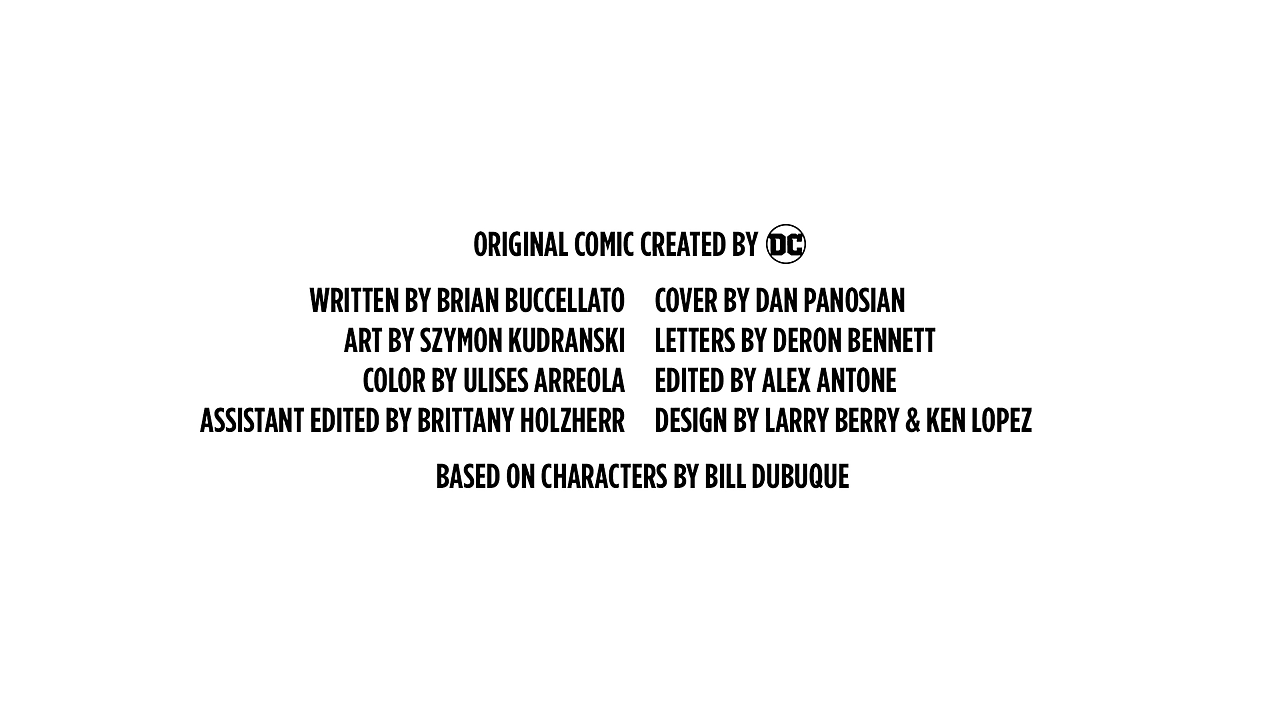 ORIGINAL COMIC CREATED BY DC
WRITTEN BY BRIAN BUCCELLATO
ART BY SZYMON KUDRANSKI
COLOR BY ULISES ARREOLA
ASSISTANT EDITED BY BRITTANY HOLZHERR
COVER BY DAN PANOSIAN
LETTERS BY DERON BENNETT
EDITED BY ALEX ANTONE
DESIGN BY LARRY BERRY & KEN LOPEZ
BASED ON CHARACTERS BY BILL DUBUQUE